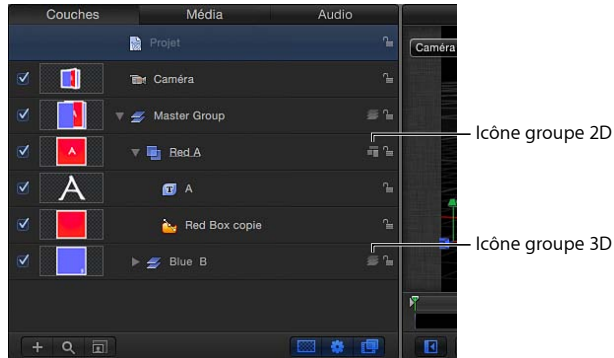 Couches Média Audio
Projet
Caméra
Caméra
Master Group
Icône groupe 2D
Red A
A
Red Box copie
Icône groupe 3D
Blue B